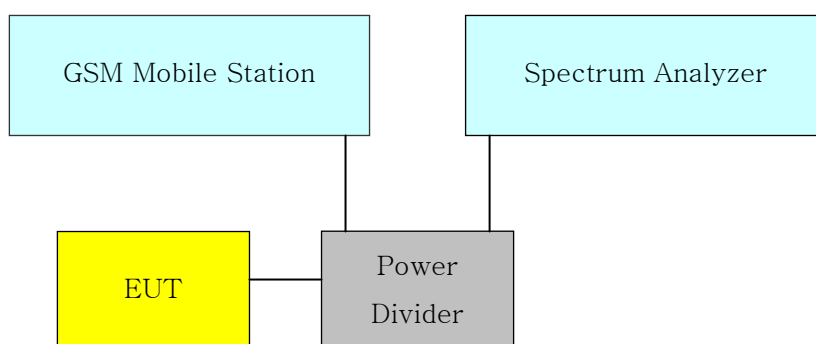 GSM Mobile Station
Spectrum Analyzer
EUT
Power
Divider